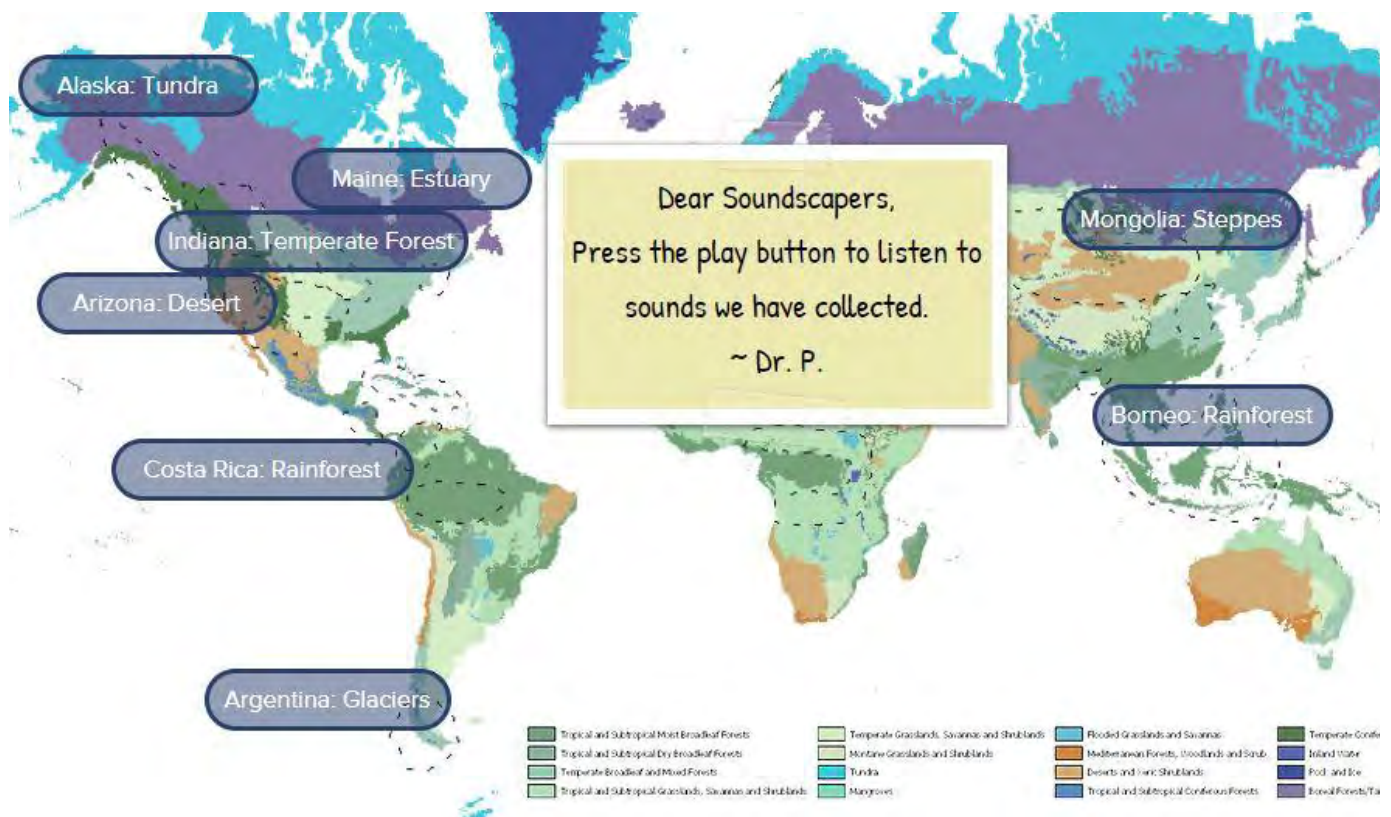 Alaska: Tundra
Maine: Estuary
Indiana: Temperate Forest
Arizona: Desert
Costa Rica: Rainforest
Argentina: Glaciers
Dear Soundscapers,
Press the play button to listen to
sounds we have collected.
~ Dr. P.
Mongolia: Steppes
Borneo: Rainforest
Tropical and Subtropical Moist Broadleaf Forests
Tropical and Subtropical Dry Broadleaf Forests
Temperate Broadleaf and Mixed Forests
Tropical and Subtropical Grasslands, Savannas and Shrublands
Temperate Grasslands, Savannas and Shrublands
Montane Grasslands and Shrublands
Tundra
Mangroves
Flooded Grasslands and Savannas
Mediterranean Forests, Woodlands and Scrub
Deserts and Xeric Shrublands
Tropical and Subtropical Coniferous Forests
Temperate
Inland Water
and Ice
Boreal Forests/